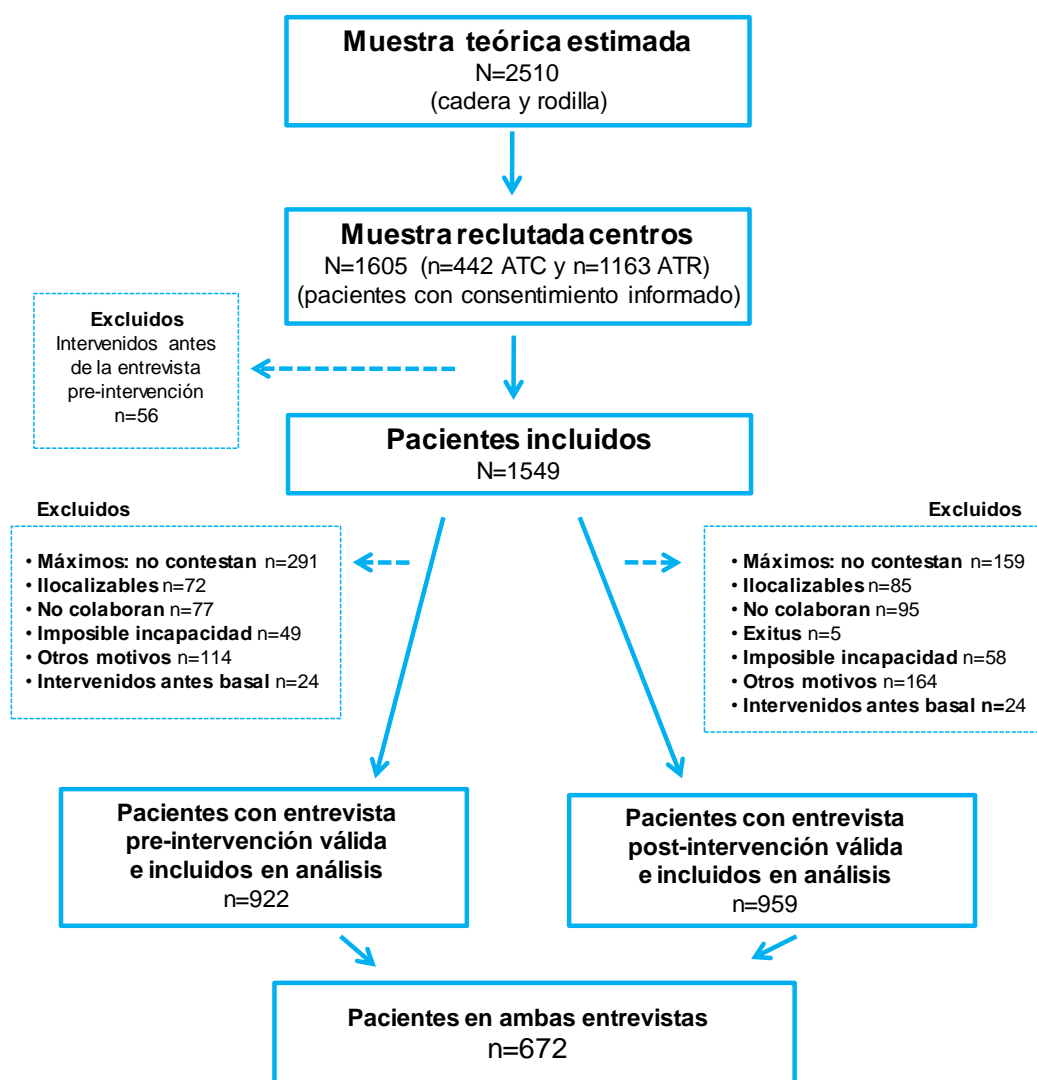 Muestra teórica estimada
N=2510
(cadera y rodilla)
Muestra reclutada centros
N=1605 (n=442 ATC y n=1163 ATR)
(pacientes con consentimiento informado)
Excluidos
Intervenidos antes
de la entrevista
pre-intervención
n=56
Pacientes incluidos
N=1549
Excluidos
• Máximos: no contestan n=291
• Ilocalizables n=72
• No colaboran n=77
• Imposible incapacidad n=49
• Otros motivos n=114
• Intervenidos antes basal n=24
Excluidos
• Máximos: no contestan n=159
• Ilocalizables n=85
• No colaboran n=95
• Exitus n=5
• Imposible incapacidad n=58
• Otros motivos n=164
• Intervenidos antes basal n=24
Pacientes con entrevista
pre-intervención válida
e incluidos en análisis
n=922
Pacientes con entrevista
post-intervención válida
e incluidos en análisis
n=959
Pacientes en ambas entrevistas
n=672